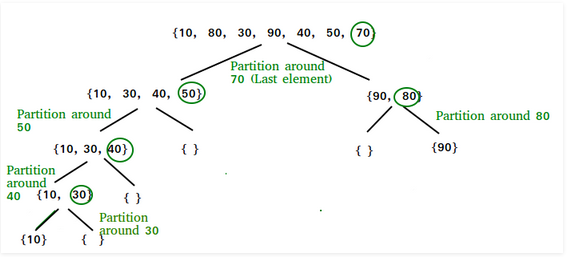 {10, 80, 30, 90, 40, 50, 70}
Partition around
70 (Last element)
{10, 30, 40, 50}
{90, 80}
Partition around
50
Partition around 80
{10, 30, 40}
{ }
{ }
{90}
Partition
around
40
{10, 30}
{ }
Partition
around 30
{10}
{ }